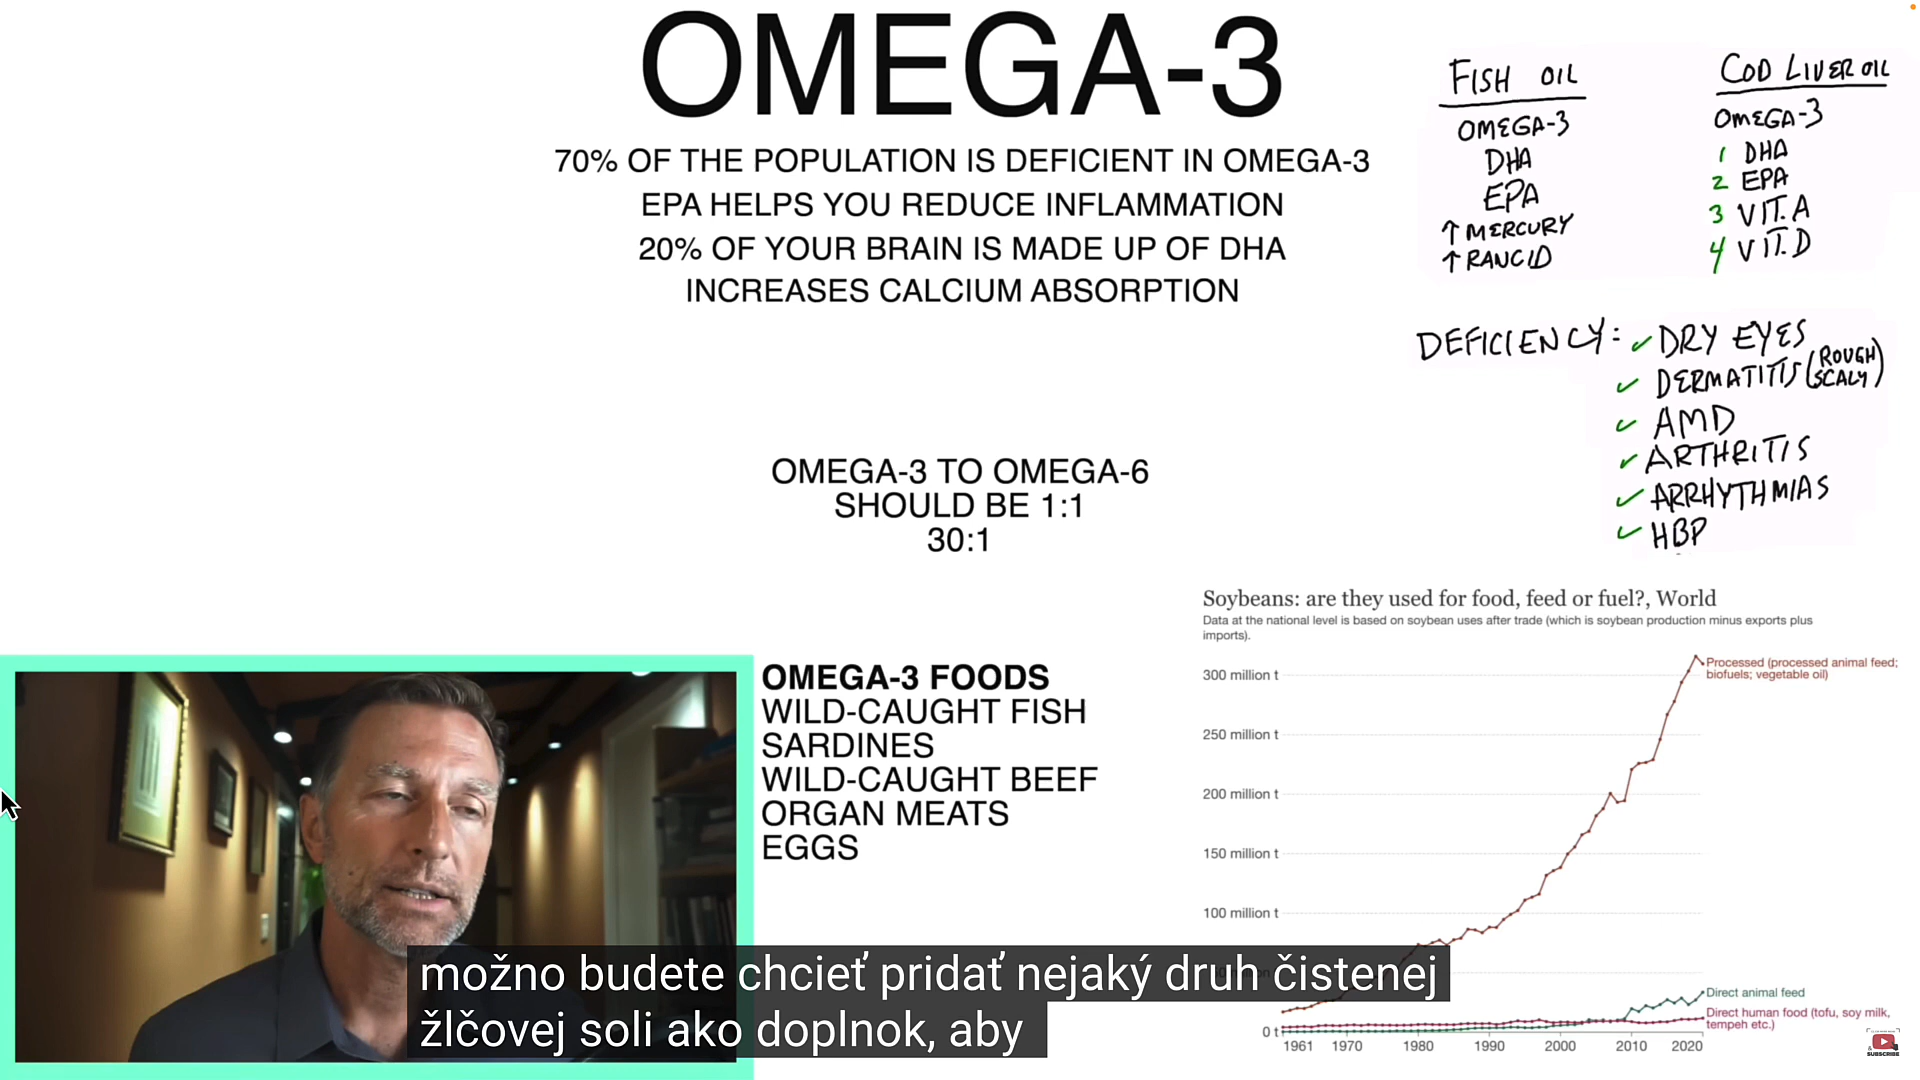 OMEGA-3
70% OF THE POPULATION IS DEFICIENT IN OMEGA-3
EPA HELPS YOU REDUCE INFLAMMATION
20% OF YOUR BRAIN IS MADE UP OF DHA
INCREASES CALCIUM ABSORPTION
FISH OIL
OMEGA-3
DHA
EPA
↑ MERCURY
↑ RANCID
COD LIVER OIL
OMEGA-3
1 DHA
2 EPA
3 VIT. A
4 VIT. D
DEFICIENCY: ✓ DRY EYES
✓ DERMATITIS (ROUGH SCALY)
✓ AMD
✓ ARTHRITIS
✓ ARRHYTHMIAS
✓ HBP
OMEGA-3 TO OMEGA-6
SHOULD BE 1:1
30:1
OMEGA-3 FOODS
WILD-CAUGHT FISH
SARDINES
WILD-CAUGHT BEEF
ORGAN MEATS
EGGS
Soybeans: are they used for food, feed or fuel?, World
Data at the national level is based on soybean uses after trade (which is soybean production minus exports plus
imports).
300 million t
250 million t
200 million t
150 million t
100 million t
0 t
1961 1970 1980 1990 2000 2010 2020
Processed (processed animal feed;
biofuels; vegetable oil)
Direct animal feed
Direct human food (tofu, soy milk,
tempeh etc.)
možno budete chcieť pridať nejaký druh čistenej
žlčovej soli ako doplnok, aby
SUBSCRIBE